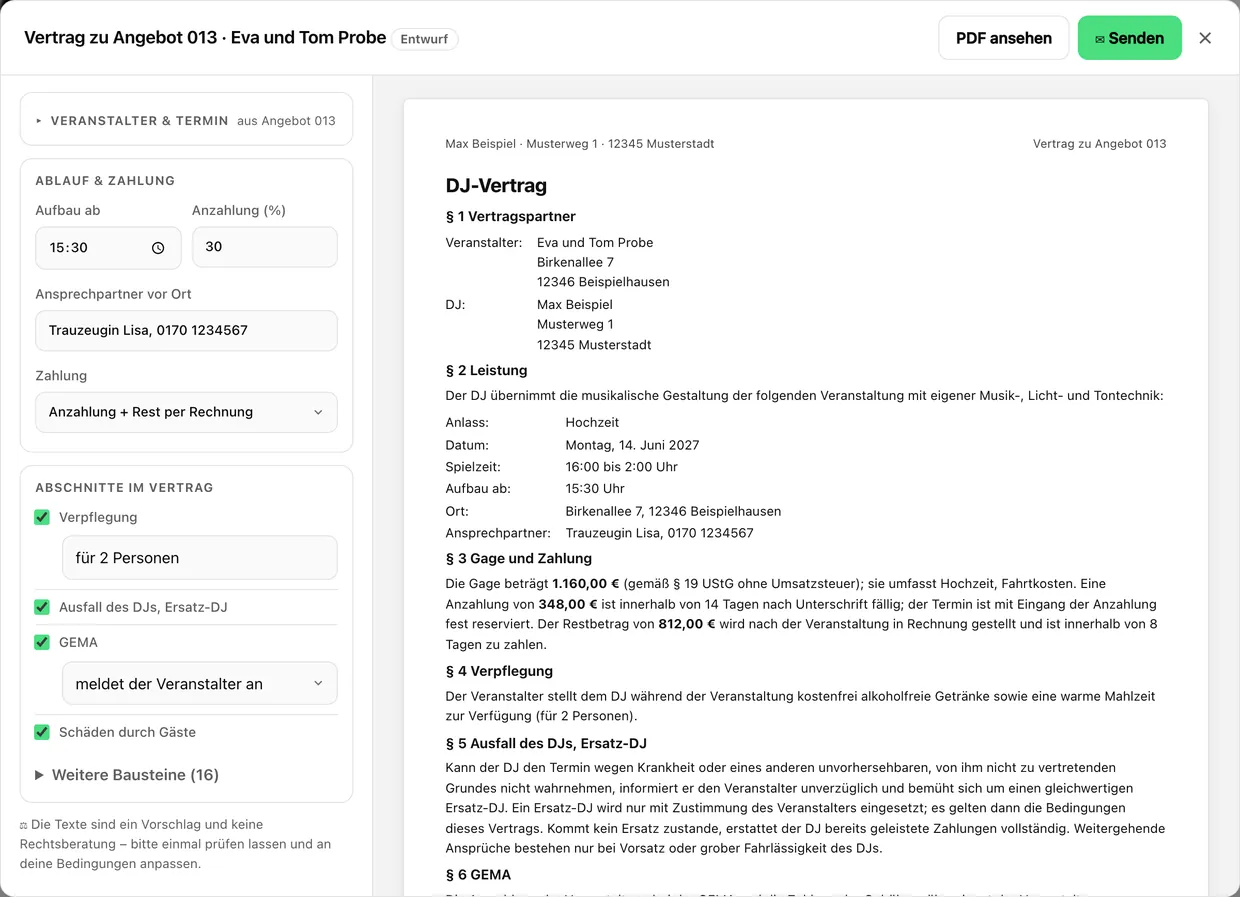 Vertrag zu Angebot 013 · Eva und Tom Probe
Entwurf
PDF ansehen
✉ Senden
VERANSTALTER & TERMIN aus Angebot 013
ABLAUF & ZAHLUNG
Aufbau ab
Anzahlung (%)
15:30
30
Ansprechpartner vor Ort
Trauzeugin Lisa, 0170 1234567
Zahlung
Anzahlung + Rest per Rechnung
ABSCHNITTE IM VERTRAG
Verpflegung
für 2 Personen
Ausfall des DJs, Ersatz-DJ
GEMA
meldet der Veranstalter an
Schäden durch Gäste
Weitere Bausteine (16)
⚖ Die Texte sind ein Vorschlag und keine
Rechtsberatung – bitte einmal prüfen lassen und an
deine Bedingungen anpassen.
Max Beispiel · Musterweg 1 · 12345 Musterstadt
Vertrag zu Angebot 013
DJ-Vertrag
§ 1 Vertragspartner
Veranstalter: Eva und Tom Probe
Birkenallee 7
12346 Beispielhausen
DJ: Max Beispiel
Musterweg 1
12345 Musterstadt
§ 2 Leistung
Der DJ übernimmt die musikalische Gestaltung der folgenden Veranstaltung mit eigener Musik-, Licht- und Tontechnik:
Anlass: Hochzeit
Datum: Montag, 14. Juni 2027
Spielzeit: 16:00 bis 2:00 Uhr
Aufbau ab: 15:30 Uhr
Ort: Birkenallee 7, 12346 Beispielhausen
Ansprechpartner: Trauzeugin Lisa, 0170 1234567
§ 3 Gage und Zahlung
Die Gage beträgt 1.160,00 € (gemäß § 19 UStG ohne Umsatzsteuer); sie umfasst Hochzeit, Fahrtkosten. Eine
Anzahlung von 348,00 € ist innerhalb von 14 Tagen nach Unterschrift fällig; der Termin ist mit Eingang der Anzahlung
fest reserviert. Der Restbetrag von 812,00 € wird nach der Veranstaltung in Rechnung gestellt und ist innerhalb von 8
Tagen zu zahlen.
§ 4 Verpflegung
Der Veranstalter stellt dem DJ während der Veranstaltung kostenfrei alkoholfreie Getränke sowie eine warme Mahlzeit
zur Verfügung (für 2 Personen).
§ 5 Ausfall des DJs, Ersatz-DJ
Kann der DJ den Termin wegen Krankheit oder eines anderen unvorhersehbaren, von ihm nicht zu vertretenden
Grundes nicht wahrnehmen, informiert er den Veranstalter unverzüglich und bemüht sich um einen gleichwertigen
Ersatz-DJ. Ein Ersatz-DJ wird nur mit Zustimmung des Veranstalters eingesetzt; es gelten dann die Bedingungen
dieses Vertrags. Kommt kein Ersatz zustande, erstattet der DJ bereits geleistete Zahlungen vollständig. Weitergehende
Ansprüche bestehen nur bei Vorsatz oder grober Fahrlässigkeit des DJs.
§ 6 GEMA